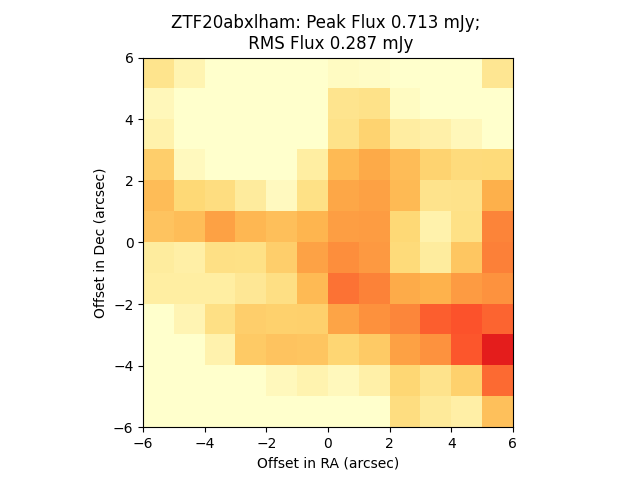 ZTF20abxlham: Peak Flux 0.713 mJy;
RMS Flux 0.287 mJy
6
4
2
0
−2
−4
−6
Offset in Dec (arcsec)
−6 −4 −2 0 2 4 6
Offset in RA (arcsec)